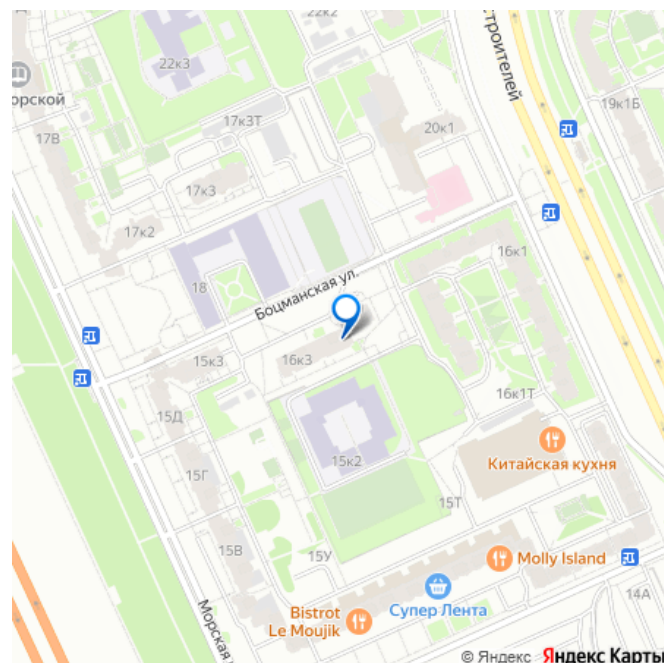 22к2
22к3
строителей
орской
17к3Т
19к1Б
20к1
17В
17к3
17к2
16к1
18
Боцманская ул.
15к3
16к3
16к1Т
15Д
Китайская кухня
15к2
15Г
15Т
15В
15У
Molly Island
14А
Морская
Bistrot
Le Moujik
Супер Лента
© Яндекс Яндекс Карты